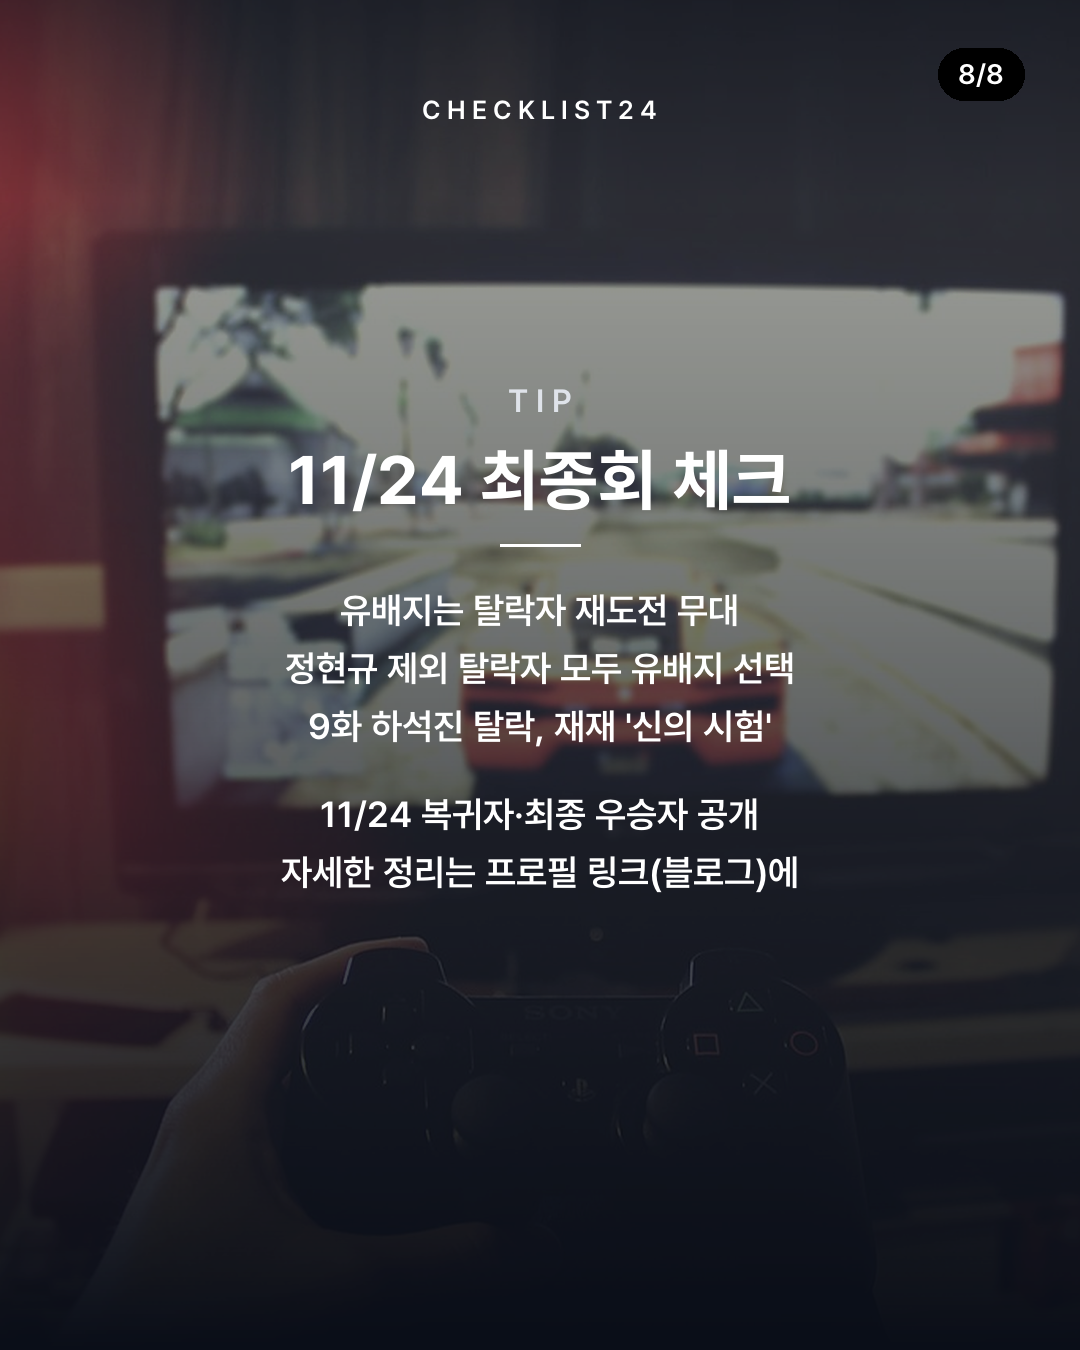 8/8
CHECKLIST24
TIP
11/24 최종회 체크
유배지는 탈락자 재도전 무대
정현규 제외 탈락자 모두 유배지 선택
9화 하석진 탈락, 재재 '신의 시험'
11/24 복귀자·최종 우승자 공개
자세한 정리는 프로필 링크(블로그)에
SONY